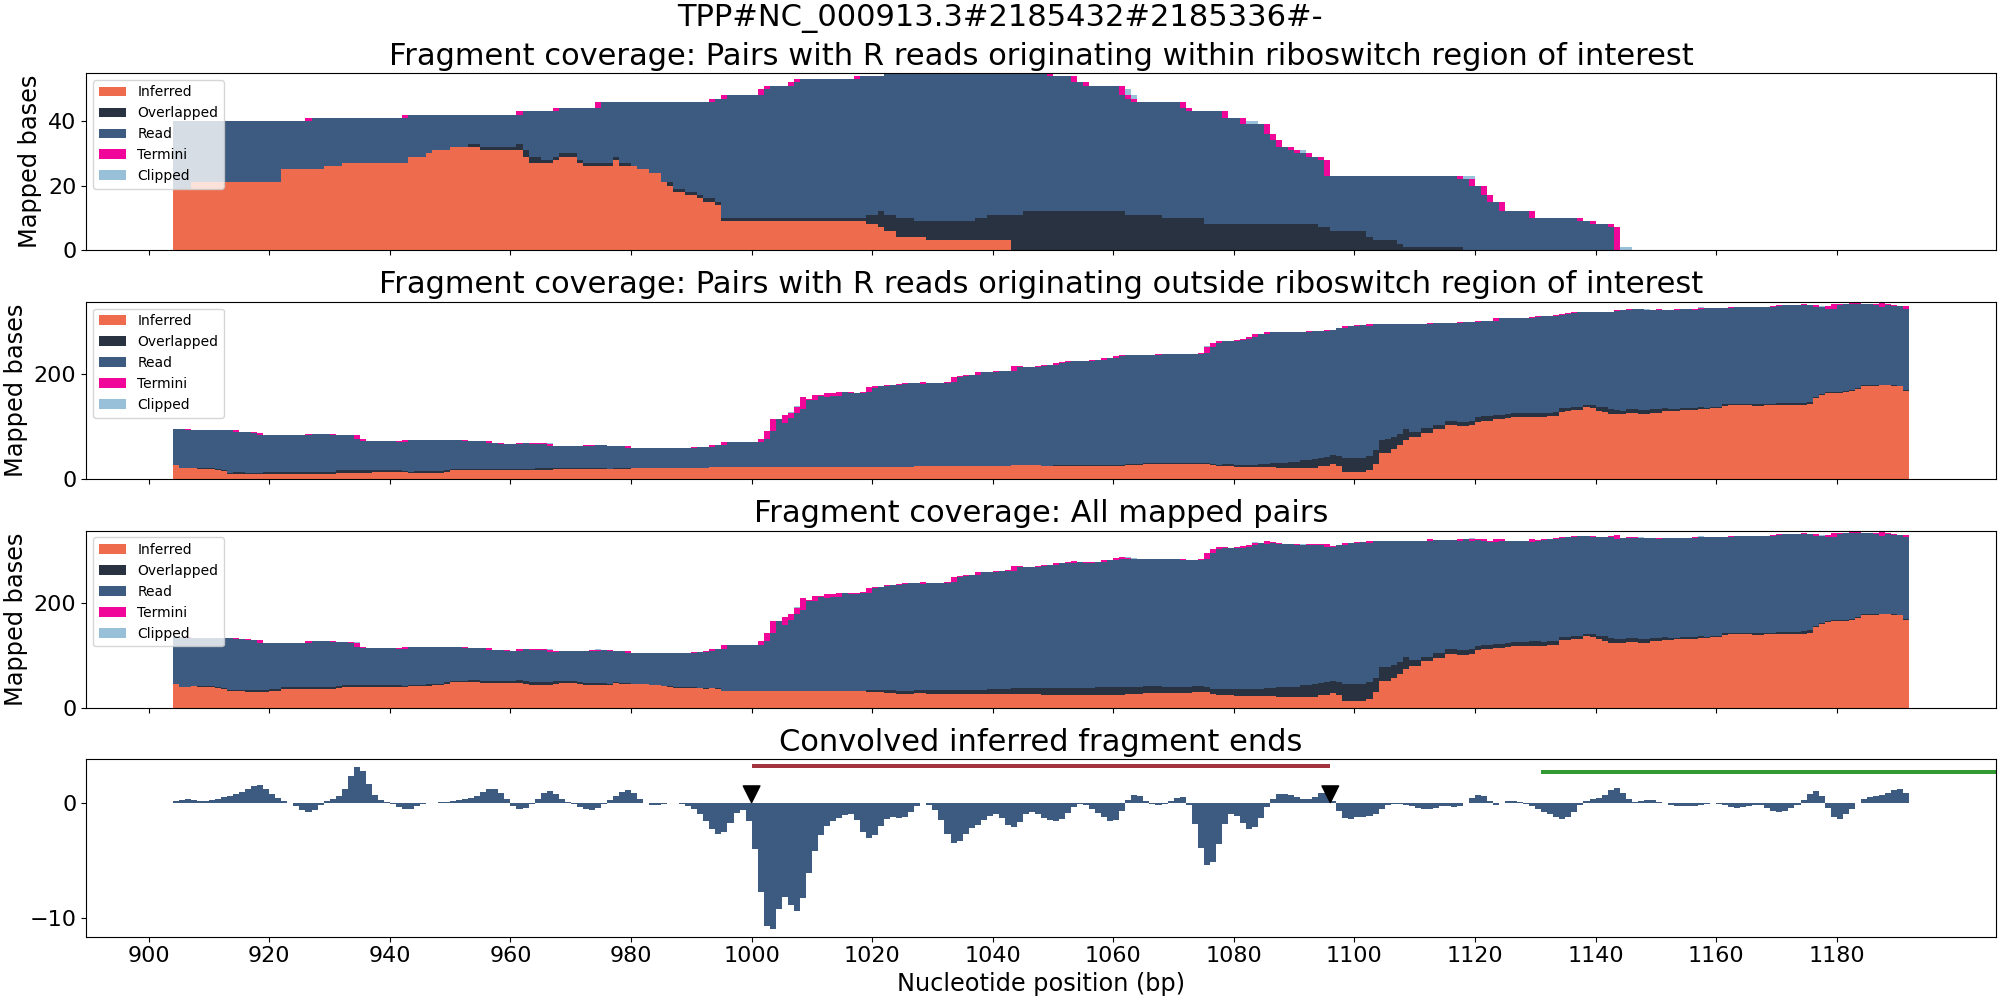 TPP#NC_000913.3#2185432#2185336#-
Fragment coverage: Pairs with R reads originating within riboswitch region of interest
Mapped bases
40
20
0
Inferred
Overlapped
Read
Termini
Clipped
Fragment coverage: Pairs with R reads originating outside riboswitch region of interest
Mapped bases
200
0
Inferred
Overlapped
Read
Termini
Clipped
Fragment coverage: All mapped pairs
Mapped bases
200
0
Inferred
Overlapped
Read
Termini
Clipped
Convolved inferred fragment ends
0
−10
900 920 940 960 980 1000 1020 1040 1060 1080 1100 1120 1140 1160 1180
Nucleotide position (bp)